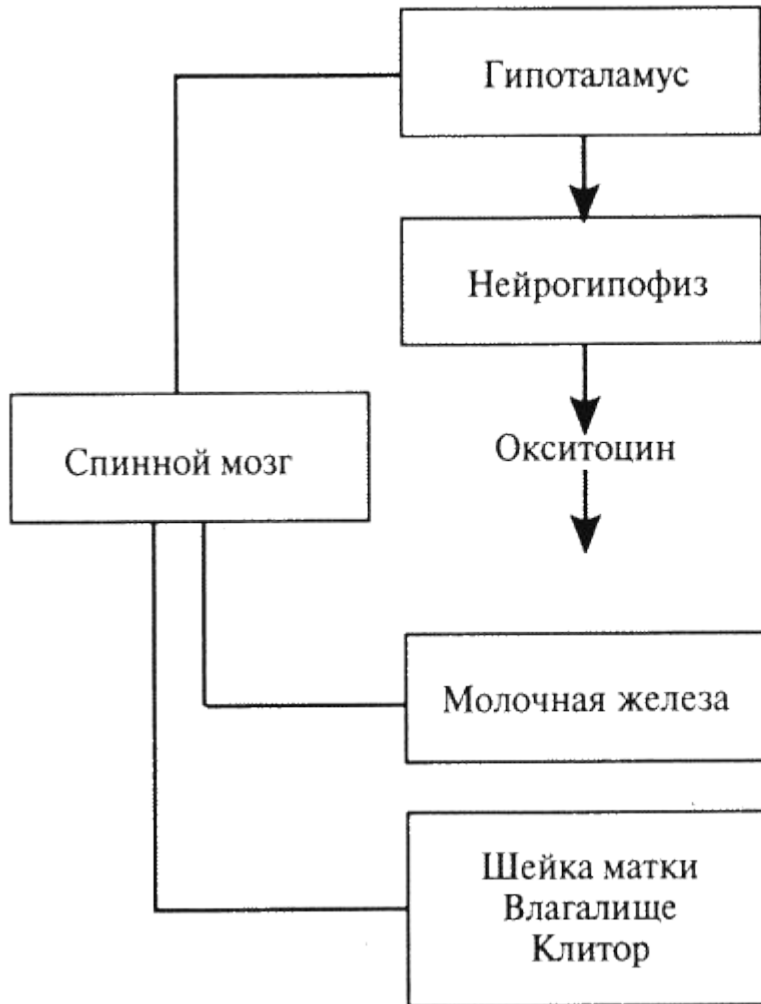 Гипоталамус
Нейрогипофиз
Спинной мозг
Окситоцин
Молочная железа
Шейка матки
Влагалище
Клитор